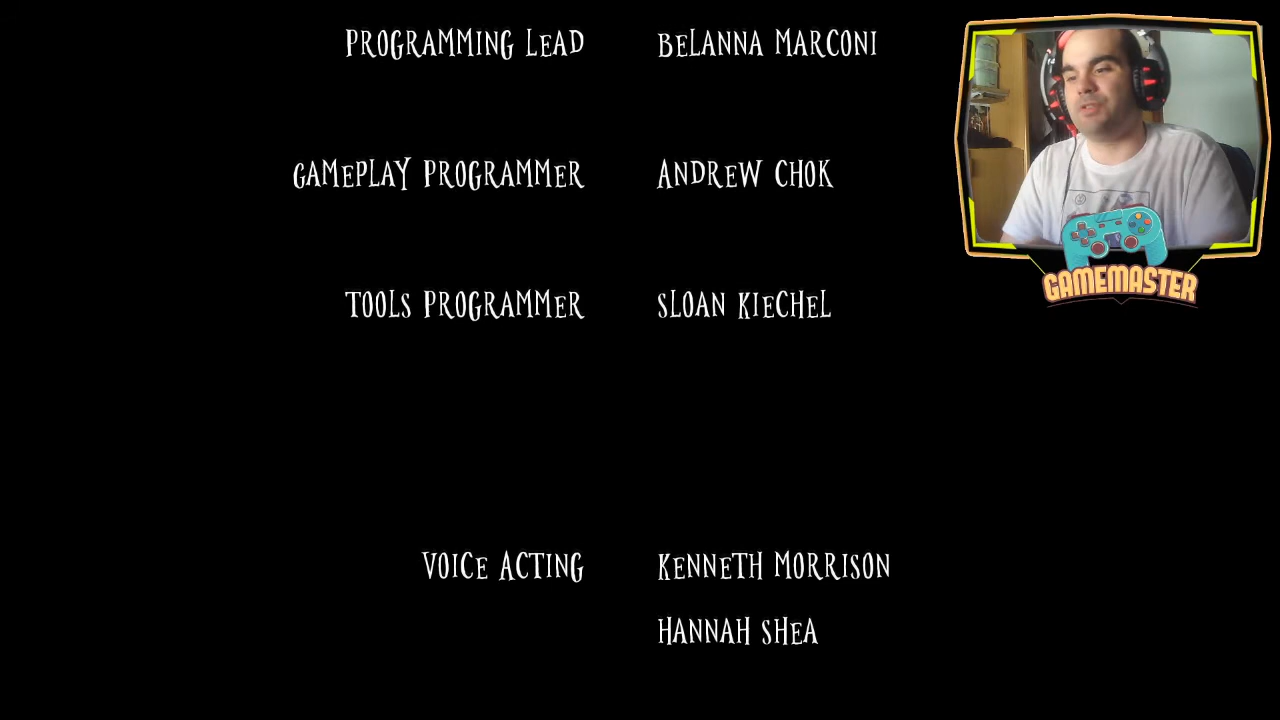 PROGRAMMING LEAD BELANNA MARCONI
GAMEPLAY PROGRAMMER ANDREW CHOK
TOOLS PROGRAMMER SLOAN KIECHEL
VOICE ACTING KENNETH MORRISON
HANNAH SHEA
GAMEMASTER